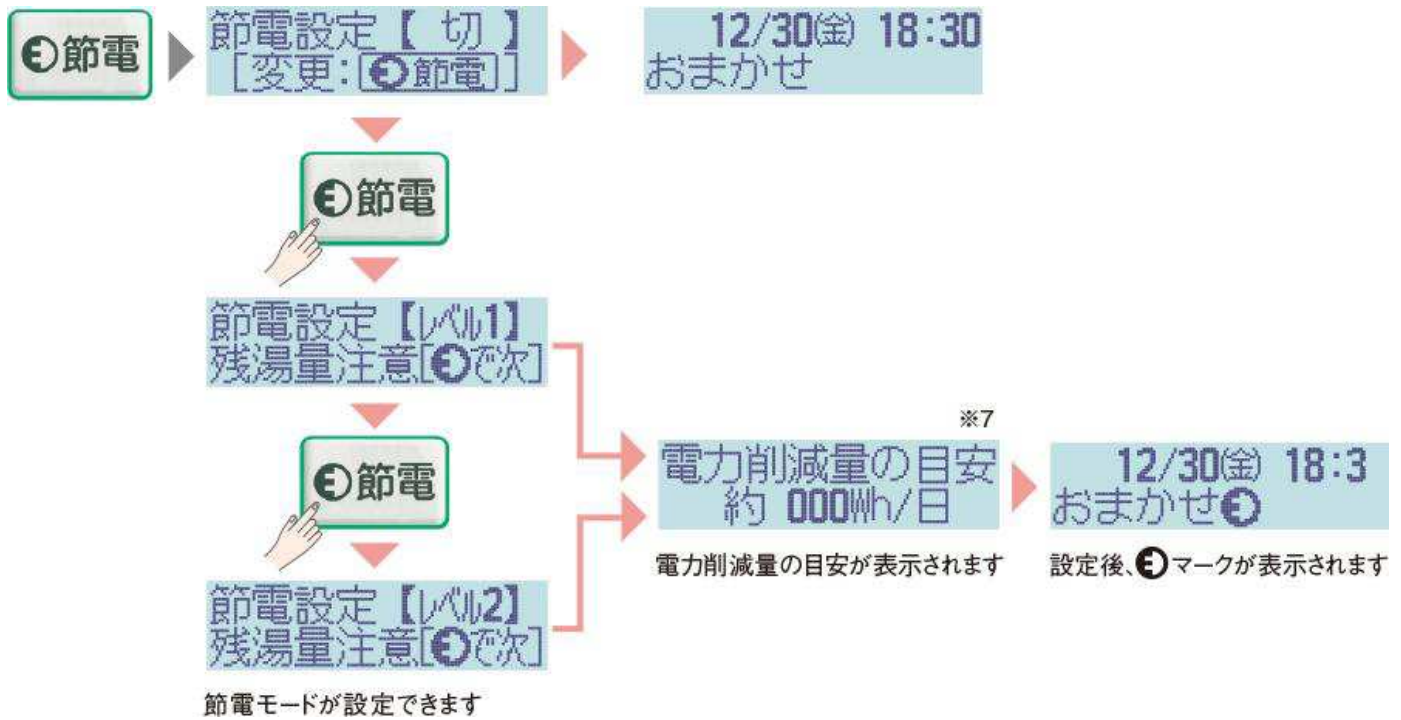 節電
節電設定【 切 】
[変更:節電]
12/30㈮ 18:30
おまかせ
節電
節電設定【レベル1】
残湯量注意[で次]
節電
節電設定【レベル2】
残湯量注意[で次]
節電モードが設定できます
※7
電力削減量の目安
約 000Wh/日
電力削減量の目安が表示されます
12/30㈮ 18:3
おまかせ
設定後、マークが表示されます